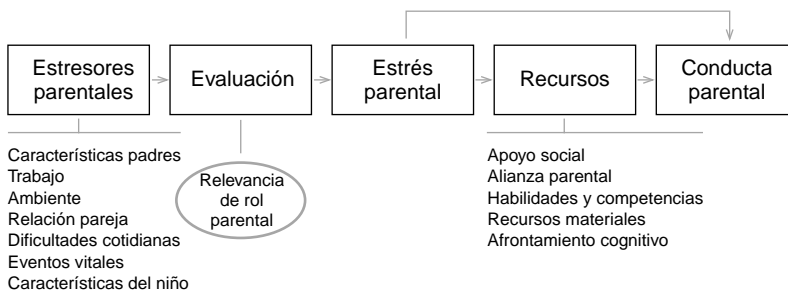 Estresores
parentales
Evaluación
Estrés
parental
Recursos
Conducta
parental
Características padres
Trabajo
Ambiente
Relación pareja
Dificultades cotidianas
Eventos vitales
Características del niño
Relevancia
de rol
parental
Apoyo social
Alianza parental
Habilidades y competencias
Recursos materiales
Afrontamiento cognitivo